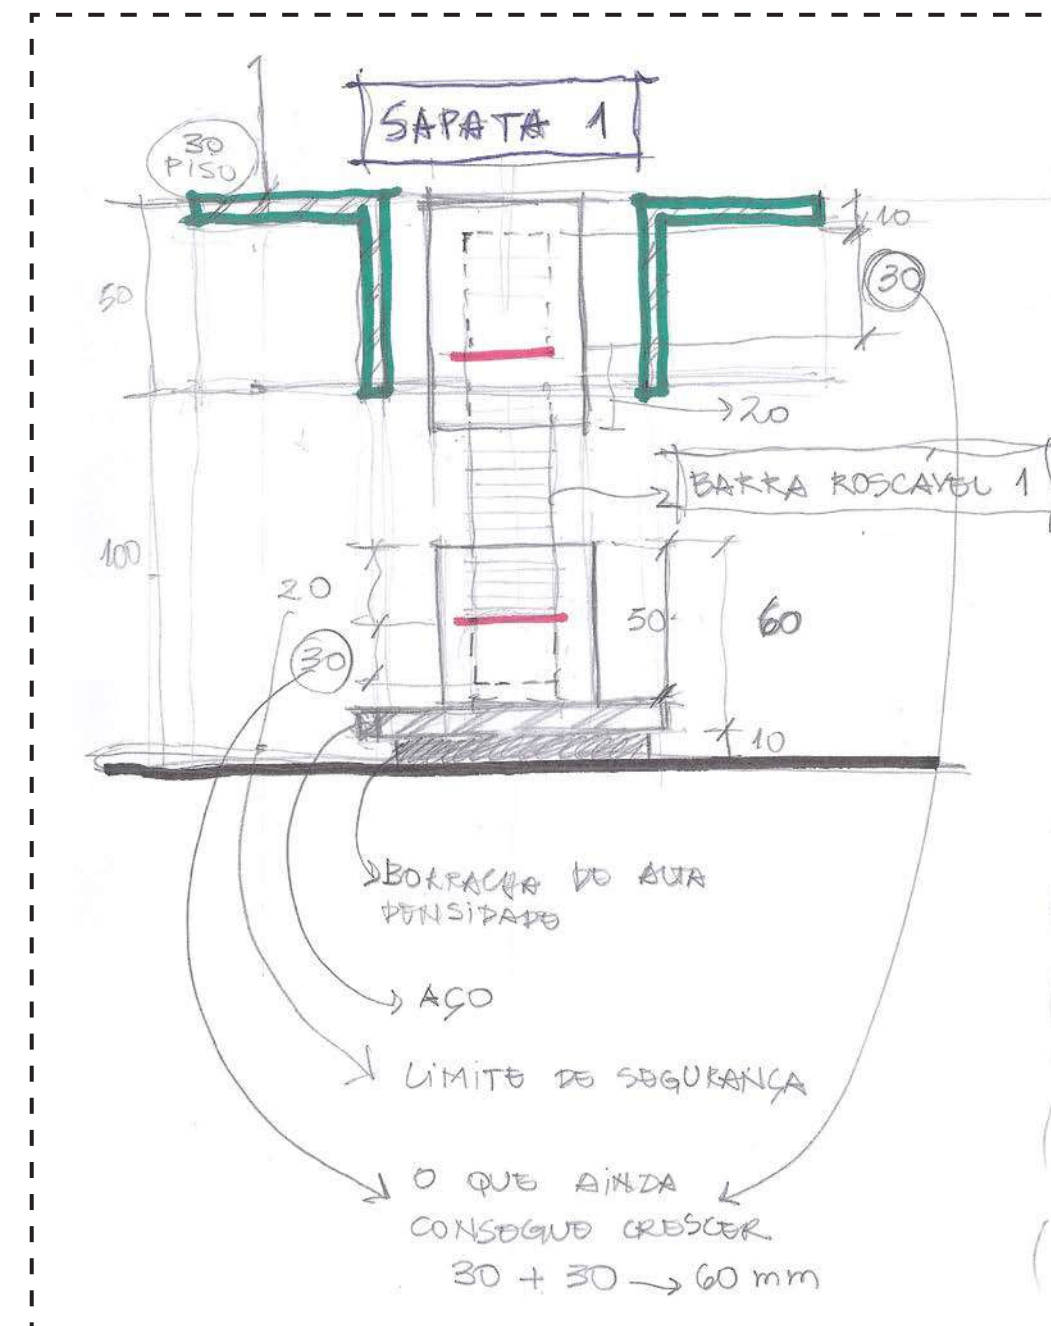 SAPATA 1
30
PISO
10
30
50
20
BARRA ROSCAVEL 1
100
20
30
50
60
10
BORRACHA DE ALTA
DENSIDADE
AÇO
LIMITE DE SEGURANÇA
O QUE AINDA
CONSEGUE CRESCER
30 + 30 → 60 mm